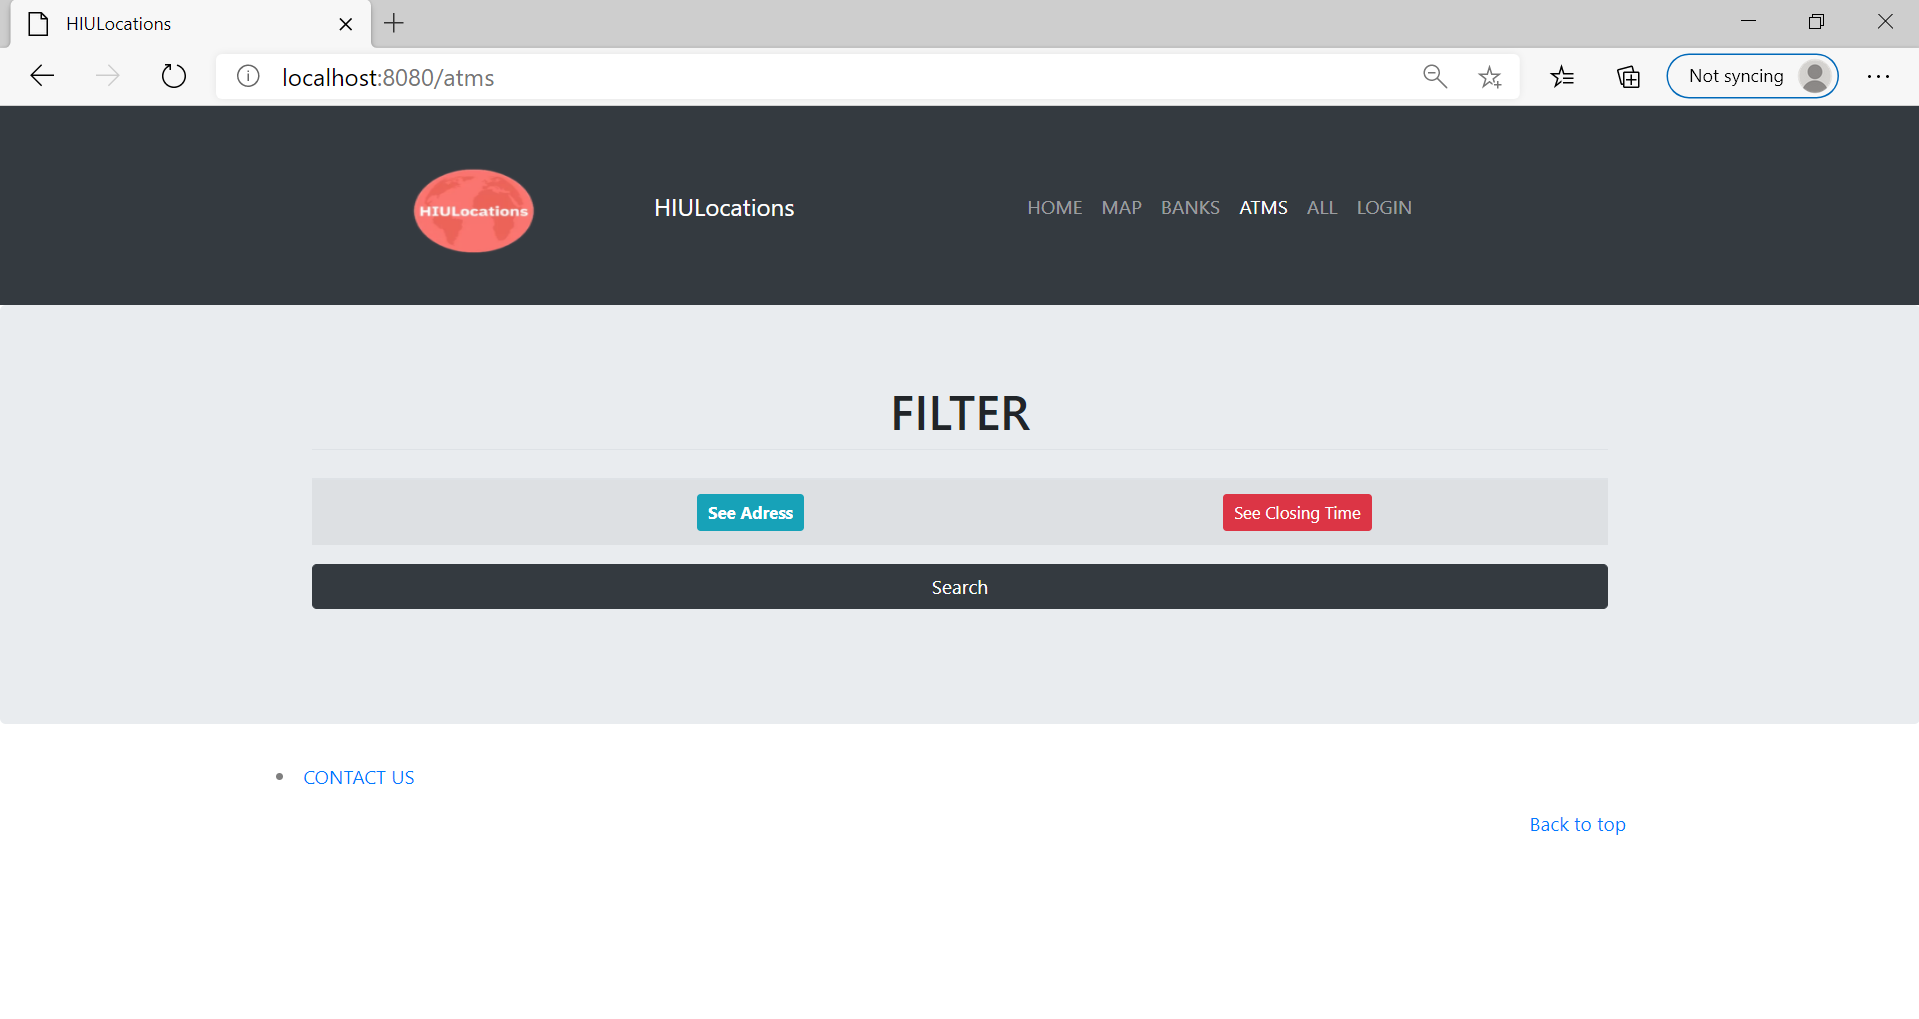 HIULocations
localhost:8080/atms
Not syncing
HIULocations
HIULocations
HOME MAP BANKS ATMS ALL LOGIN
FILTER
See Adress
See Closing Time
Search
CONTACT US
Back to top